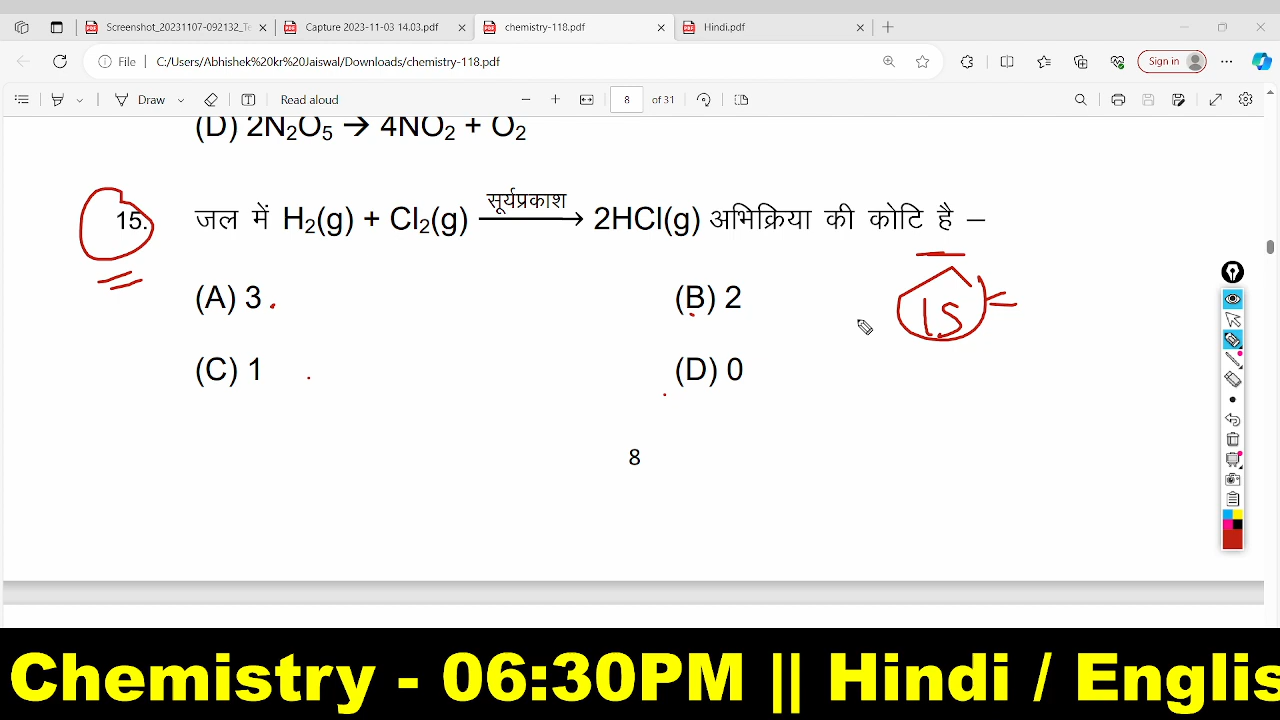 Screenshot_20231107-092132_Te
Capture 2023-11-03 14.03.pdf
chemistry-118.pdf
Hindi.pdf
File C:/Users/Abhishek%20kr%20Jaiswal/Downloads/chemistry-118.pdf
Sign in
Draw
Read aloud
8 of 31
(D) 2N₂O₅ → 4NO₂ + O₂
15. जल में H₂(g) + Cl₂(g) सूर्यप्रकाश → 2HCl(g) अभिक्रिया की कोटि है –
(A) 3 (B) 2
15
(C) 1 (D) 0
8
Chemistry - 06:30PM || Hindi / Englis